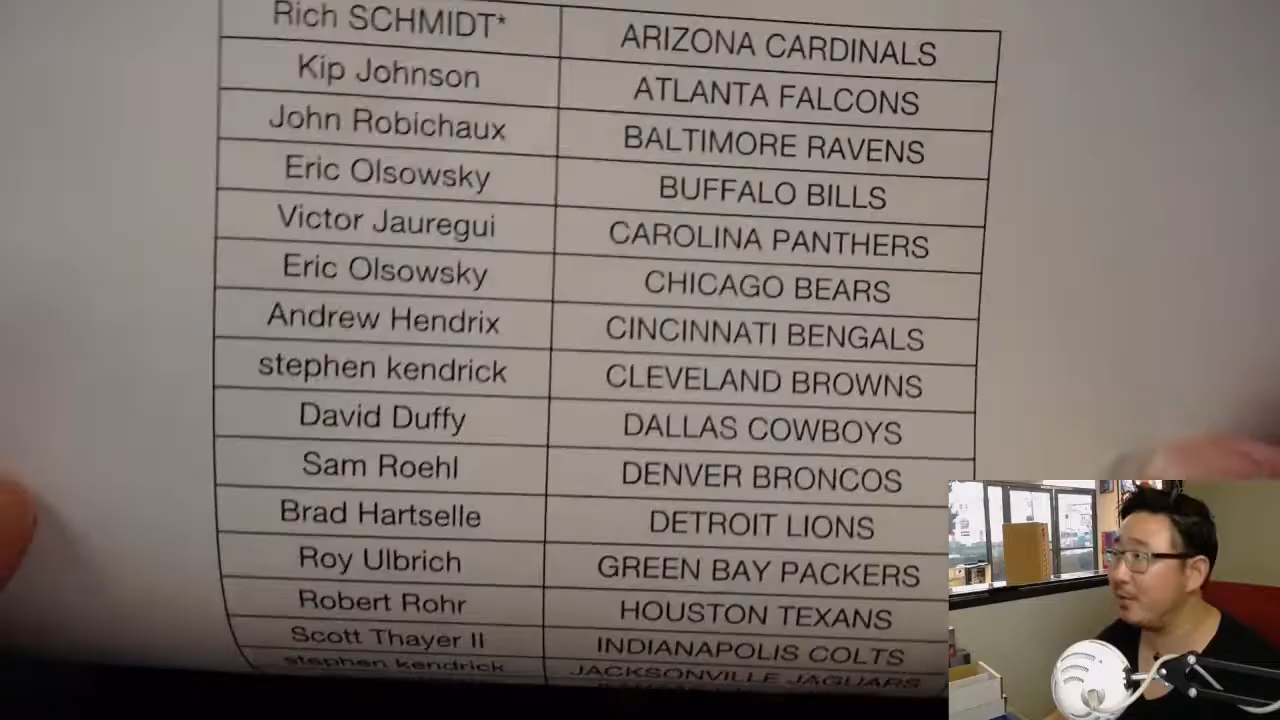 Rich SCHMIDT* ARIZONA CARDINALS
Kip Johnson ATLANTA FALCONS
John Robichaux BALTIMORE RAVENS
Eric Olsowsky BUFFALO BILLS
Victor Jauregui CAROLINA PANTHERS
Eric Olsowsky CHICAGO BEARS
Andrew Hendrix CINCINNATI BENGALS
stephen kendrick CLEVELAND BROWNS
David Duffy DALLAS COWBOYS
Sam Roehl DENVER BRONCOS
Brad Hartselle DETROIT LIONS
Roy Ulbrich GREEN BAY PACKERS
Robert Rohr HOUSTON TEXANS
Scott Thayer II INDIANAPOLIS COLTS
stephen kendrick JACKSONVILLE JAGUARS